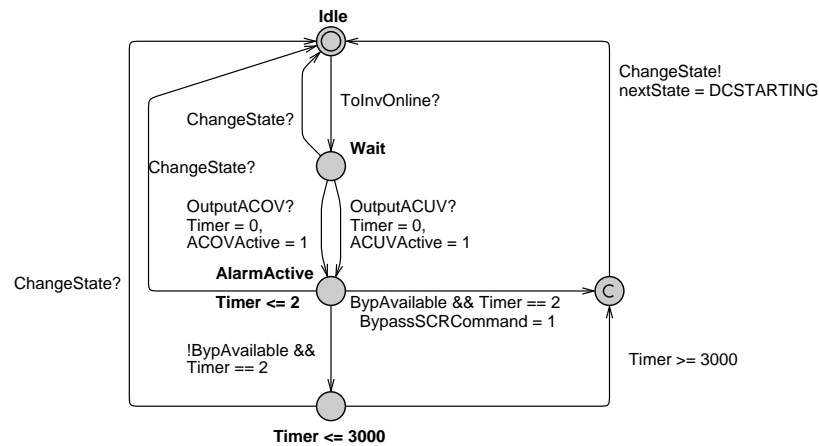 Idle
ChangeState!
nextState = DCSTARTING
ToInvOnline?
ChangeState?
Wait
ChangeState?
OutputACOV?
Timer = 0,
ACOVActive = 1
OutputACUV?
Timer = 0,
ACUVActive = 1
AlarmActive
ChangeState?
Timer <= 2
BypAvailable && Timer == 2
BypassSCRCommand = 1
C
!BypAvailable &&
Timer == 2
Timer >= 3000
Timer <= 3000